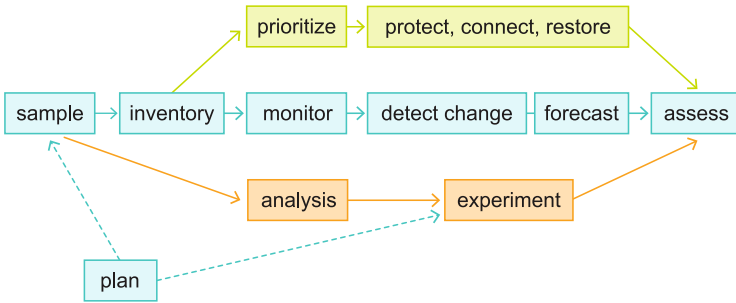 prioritize
protect, connect, restore
sample
inventory
monitor
detect change
forecast
assess
analysis
experiment
plan